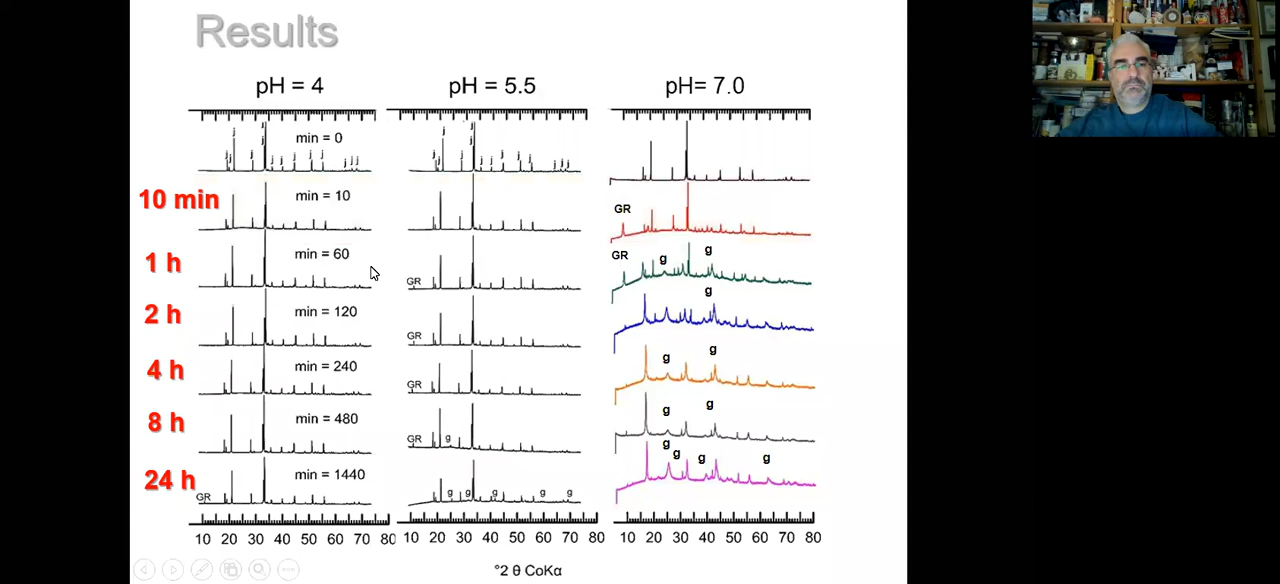 Results
pH = 4
pH = 5.5
pH= 7.0
min = 0
10 min
min = 10
GR
1 h
min = 60
GR
GR
g
g
2 h
min = 120
GR
g
4 h
min = 240
GR
g
g
8 h
min = 480
GR
g
g
g
24 h
min = 1440
GR
g
g
g
g
g
g
g
g
g
10 20 30 40 50 60 70 80
10 20 30 40 50 60 70 80
10 20 30 40 50 60 70 80
°2 θ CoKα